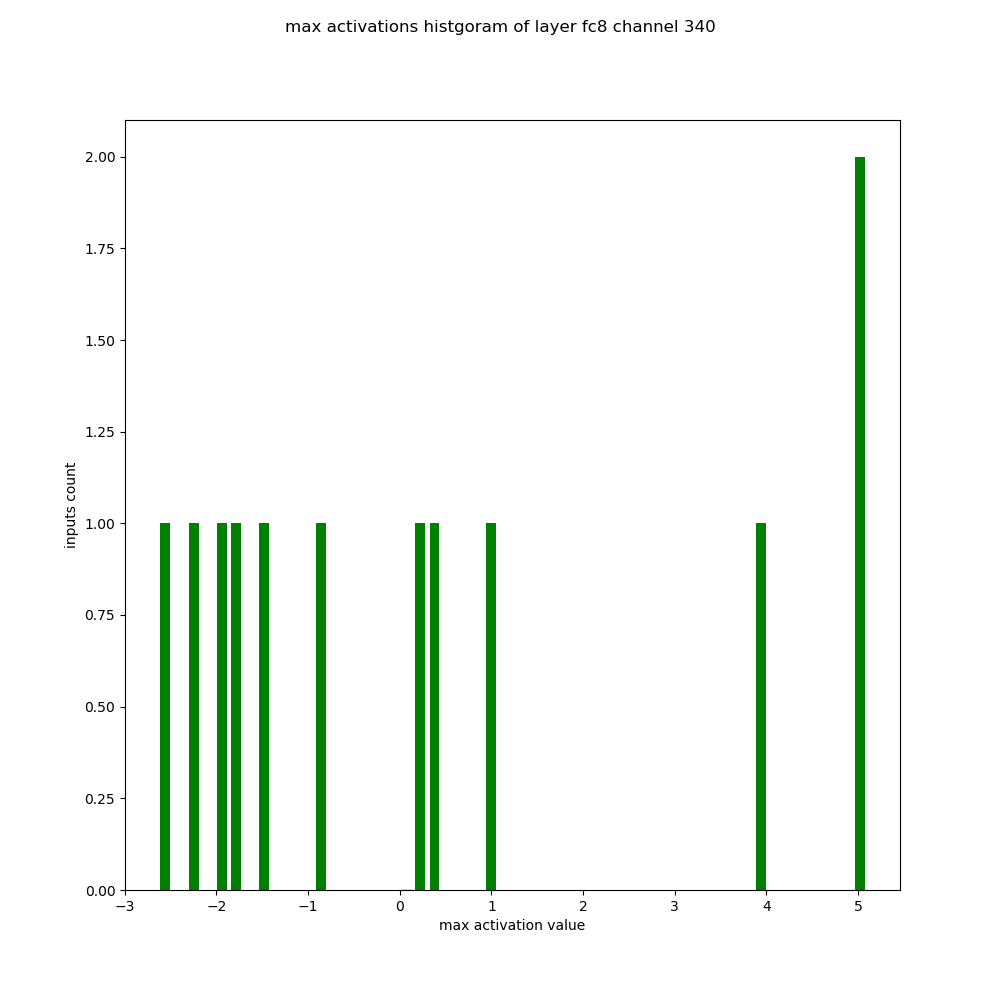 max activations histgoram of layer fc8 channel 340
2.00
1.75
1.50
1.25
1.00
0.75
0.50
0.25
0.00
inputs count
−3 −2 −1 0 1 2 3 4 5
max activation value